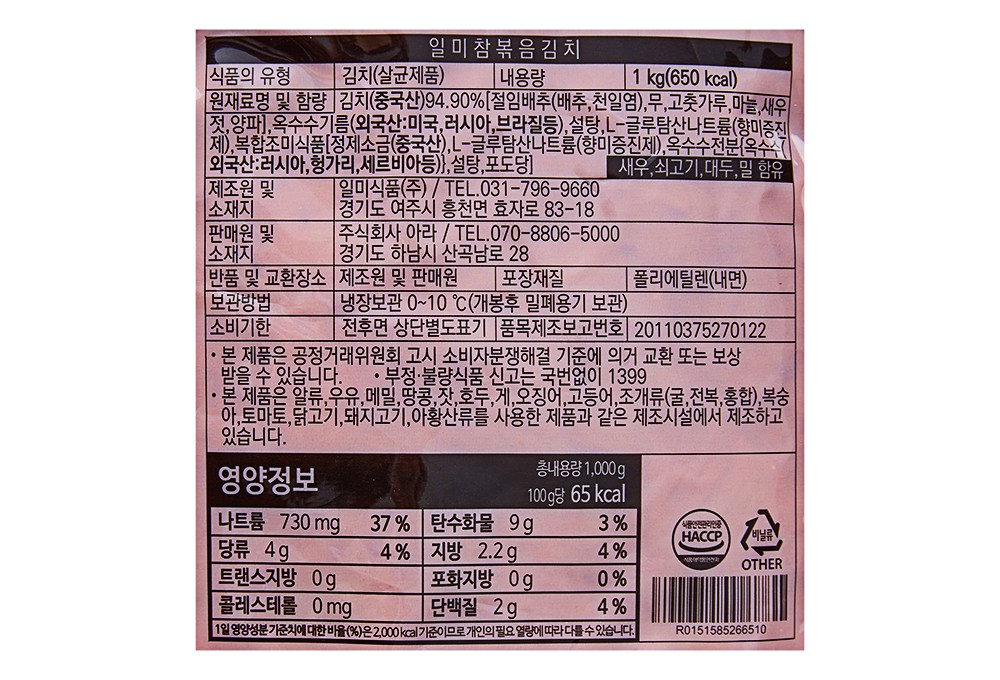 일미참볶음김치
식품의 유형 김치(살균제품) 내용량 1 kg(650 kcal)
원재료명 및 함량 김치(중국산)94.90%[절임배추(배추,천일염),무,고춧가루,마늘,새우
젓,양파],옥수수기름(외국산:미국,러시아,브라질등),설탕,L-글루탐산나트륨(향미증진
제),복합조미식품{정제소금(중국산),L-글루탐산나트륨(향미증진제),옥수수전분[옥수수
외국산:러시아,헝가리,세르비아등)},설탕,포도당]
새우,쇠고기,대두,밀 함유
제조원 및 일미식품(주) / TEL.031-796-9660
소재지 경기도 여주시 흥천면 효자로 83-18
판매원 및 주식회사 아라 / TEL.070-8806-5000
소재지 경기도 하남시 산곡남로 28
반품 및 교환장소 제조원 및 판매원 포장재질 폴리에틸렌(내면)
보관방법 냉장보관 0~10 ℃(개봉후 밀폐용기 보관)
소비기한 전후면 상단별도표기 품목제조보고번호 20110375270122
• 본 제품은 공정거래위원회 고시 소비자분쟁해결 기준에 의거 교환 또는 보상
받을 수 있습니다. • 부정·불량식품 신고는 국번없이 1399
• 본 제품은 알류,우유,메밀,땅콩,잣,호두,게,오징어,고등어,조개류(굴,전복,홍합),복숭
아,토마토,닭고기,돼지고기,아황산류를 사용한 제품과 같은 제조시설에서 제조하고
있습니다.
영양정보
총내용량 1,000 g
100 g당 65 kcal
나트륨 730 mg 37 % 탄수화물 9 g 3 %
당류 4 g 4 % 지방 2.2 g 4 %
트랜스지방 0 g 포화지방 0 g 0 %
콜레스테롤 0 mg 단백질 2 g 4 %
1일 영양성분 기준치에 대한 비율(%)은 2,000 kcal 기준이므로 개인의 필요 열량에 따라 다를 수 있습니다.
식품안전관리인증
HACCP
비닐류
OTHER
R0151585266510